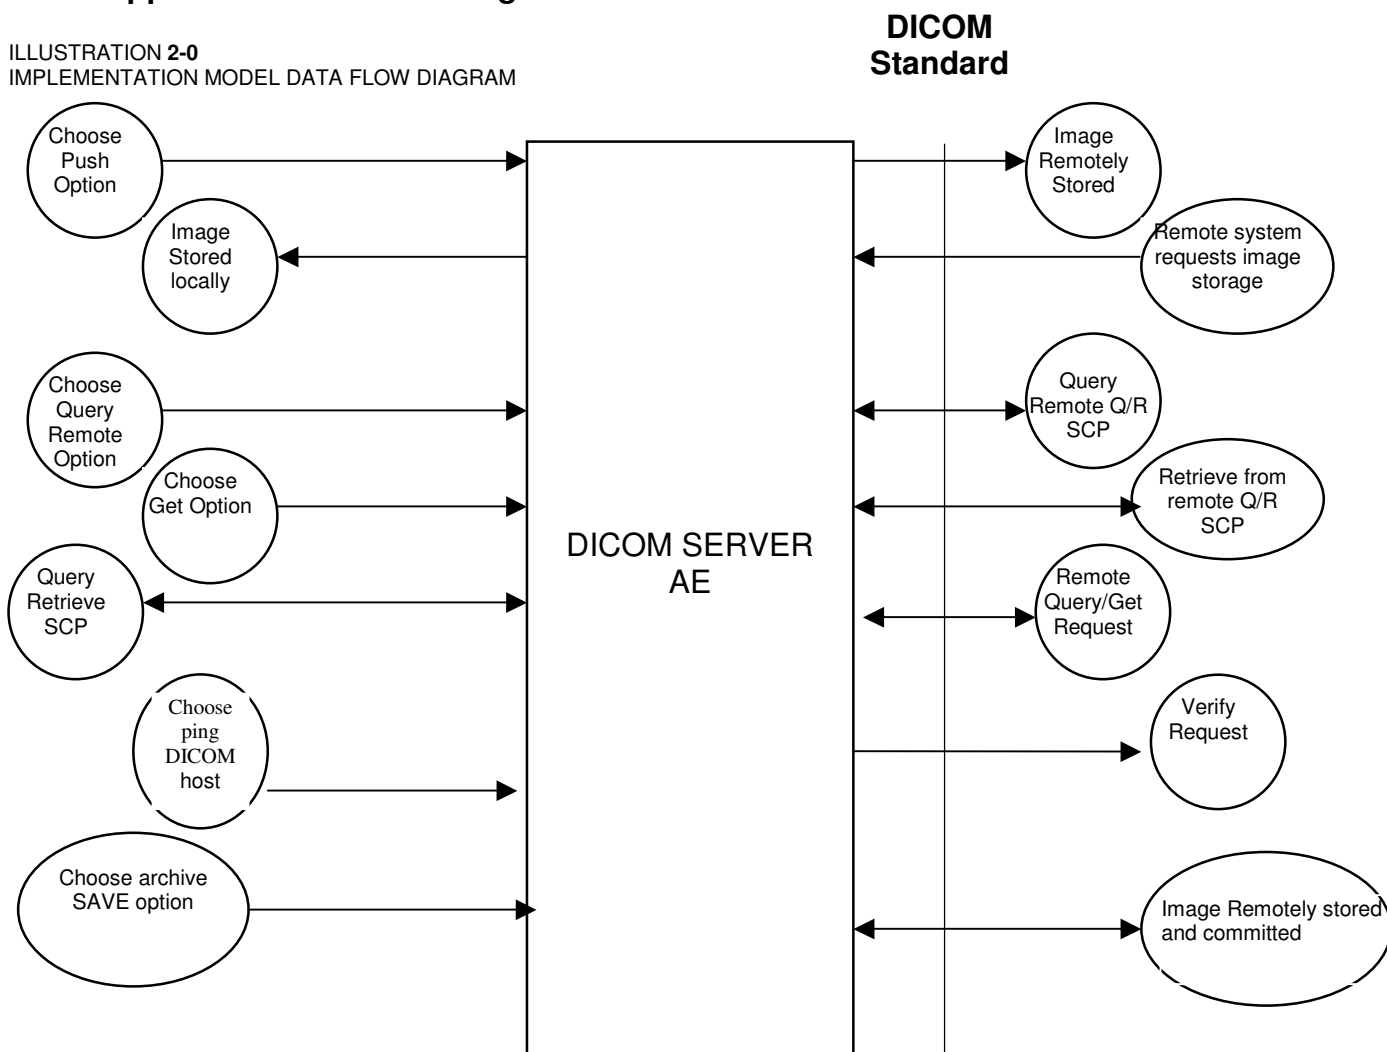 DICOM
Standard
ILLUSTRATION 2-0
IMPLEMENTATION MODEL DATA FLOW DIAGRAM
Choose
Push
Option
Image
Remotely
Stored
Image
Stored
locally
Remote system
requests image
storage
Choose
Query
Remote
Option
Query
Remote Q/R
SCP
Choose
Get Option
Retrieve from
remote Q/R
SCP
DICOM SERVER
AE
Query
Retrieve
SCP
Remote
Query/Get
Request
Choose
ping
DICOM
host
Verify
Request
Choose archive
SAVE option
Image Remotely stored
and committed